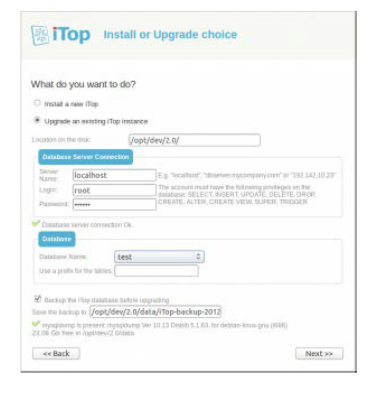 iTop Install or Upgrade choice
What do you want to do?
Install a new iTop
Upgrade an existing iTop instance
Location on the disk: /opt/dev/2.0/
Database Server Connection
Server Name: localhost E.g. "localhost", "dbserver.mycompany.com" or "192.142.10.23"
Login: root The account must have the following privileges on the
database: SELECT, INSERT, UPDATE, DELETE, DROP,
Password: •••••• CREATE, ALTER, CREATE VIEW, SUPER, TRIGGER
Database server connection Ok.
Database
Database Name: test
Use a prefix for the tables:
Backup the iTop database before upgrading
Save the backup to: /opt/dev/2.0/data/iTop-backup-2012
mysqldump is present: mysqldump Ver 10.13 Distrib 5.1.63, for debian-linux-gnu (i686)
23.06 Gb free in /opt/dev/2.0/data
<< Back Next >>